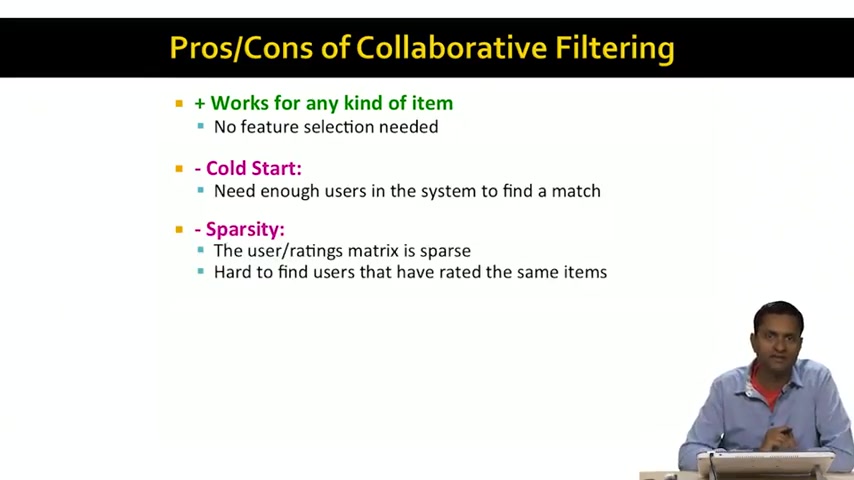 Pros/Cons of Collaborative Filtering
+ Works for any kind of item
No feature selection needed
- Cold Start:
Need enough users in the system to find a match
- Sparsity:
The user/ratings matrix is sparse
Hard to find users that have rated the same items